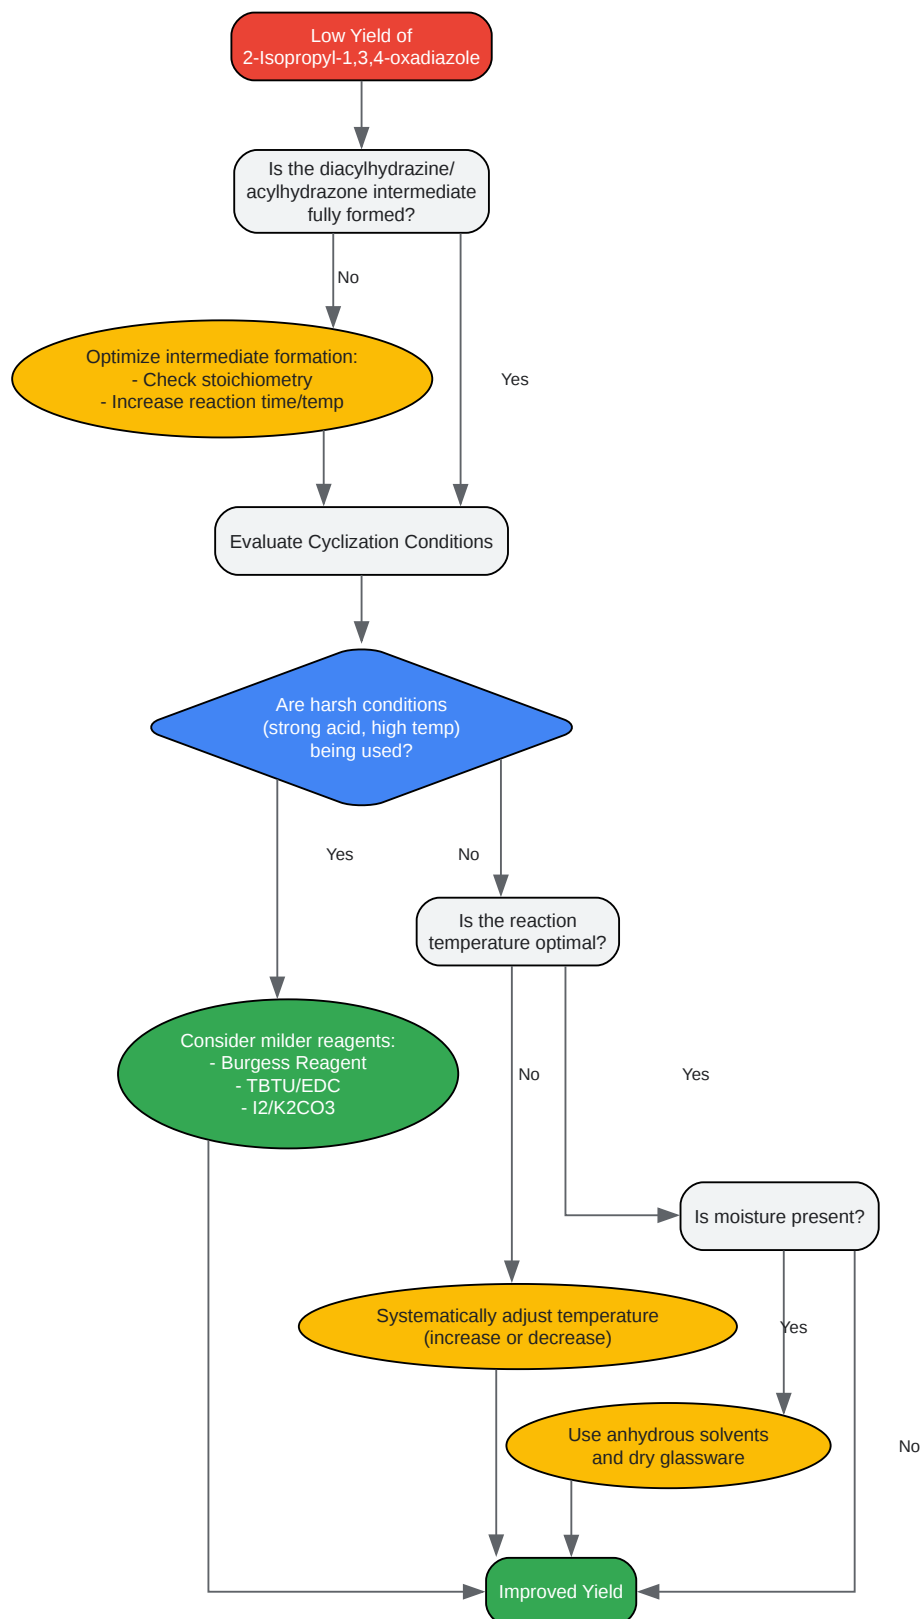 Low Yield of
2-Isopropyl-1,3,4-oxadiazole
Is the diacylhydrazine/
acylhydrazone intermediate
fully formed?
No
Optimize intermediate formation:
- Check stoichiometry
- Increase reaction time/temp
Yes
Evaluate Cyclization Conditions
Are harsh conditions
(strong acid, high temp)
being used?
Yes
No
Is the reaction
temperature optimal?
Consider milder reagents:
- Burgess Reagent
- TBTU/EDC
- I2/K2CO3
No
Yes
Is moisture present?
Systematically adjust temperature
(increase or decrease)
Yes
Use anhydrous solvents
and dry glassware
No
Improved Yield